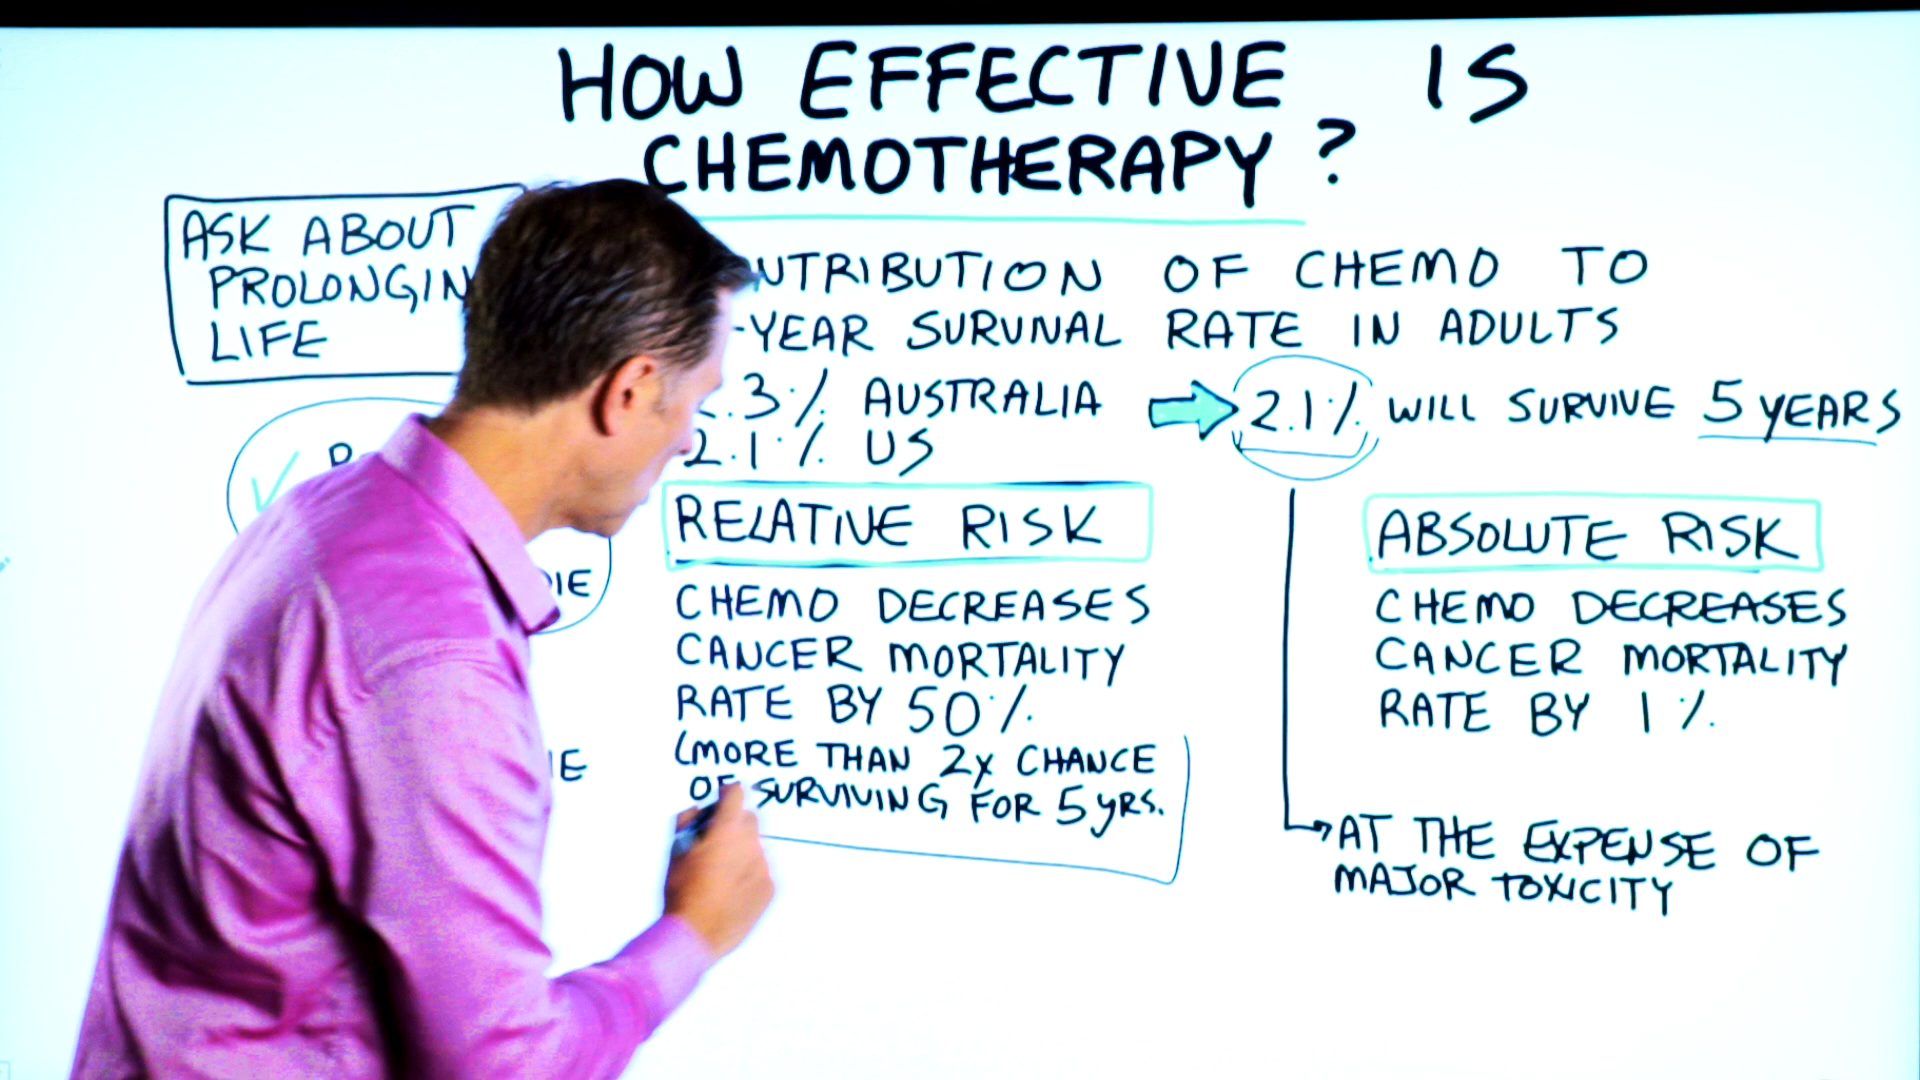 HOW EFFECTIVE IS
CHEMOTHERAPY?
ASK ABOUT
PROLONGIN
LIFE
NTRIBUTION OF CHEMO TO
-YEAR SURVIVAL RATE IN ADULTS
.3% AUSTRALIA
2.1% US
2.1% WILL SURVIVE 5 YEARS
RELATIVE RISK
CHEMO DECREASES
CANCER MORTALITY
RATE BY 50%
(MORE THAN 2X CHANCE
OF SURVIVING FOR 5 YRS.
ABSOLUTE RISK
CHEMO DECREASES
CANCER MORTALITY
RATE BY 1%
AT THE EXPENSE OF
MAJOR TOXICITY